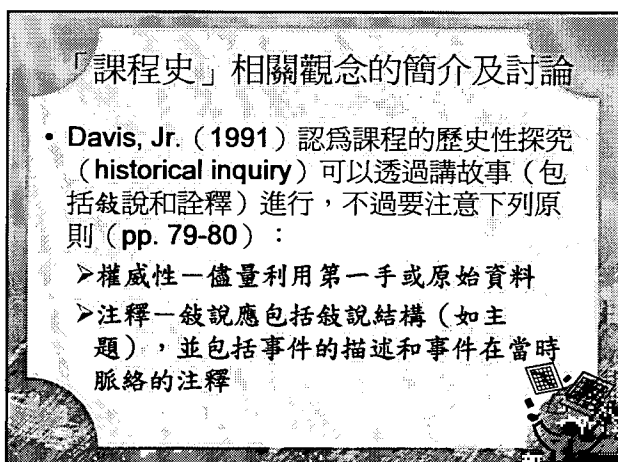 「課程史」相關觀念的簡介及討論
• Davis, Jr.（1991）認為課程的歷史性探究
（historical inquiry）可以透過講故事（包
括敍說和詮釋）進行，不過要注意下列原
則（pp. 79-80）：
➢權威性－儘量利用第一手或原始資料
➢注釋－敍說應包括敍說結構（如主
題），並包括事件的描述和事件在當時
脈絡的注釋